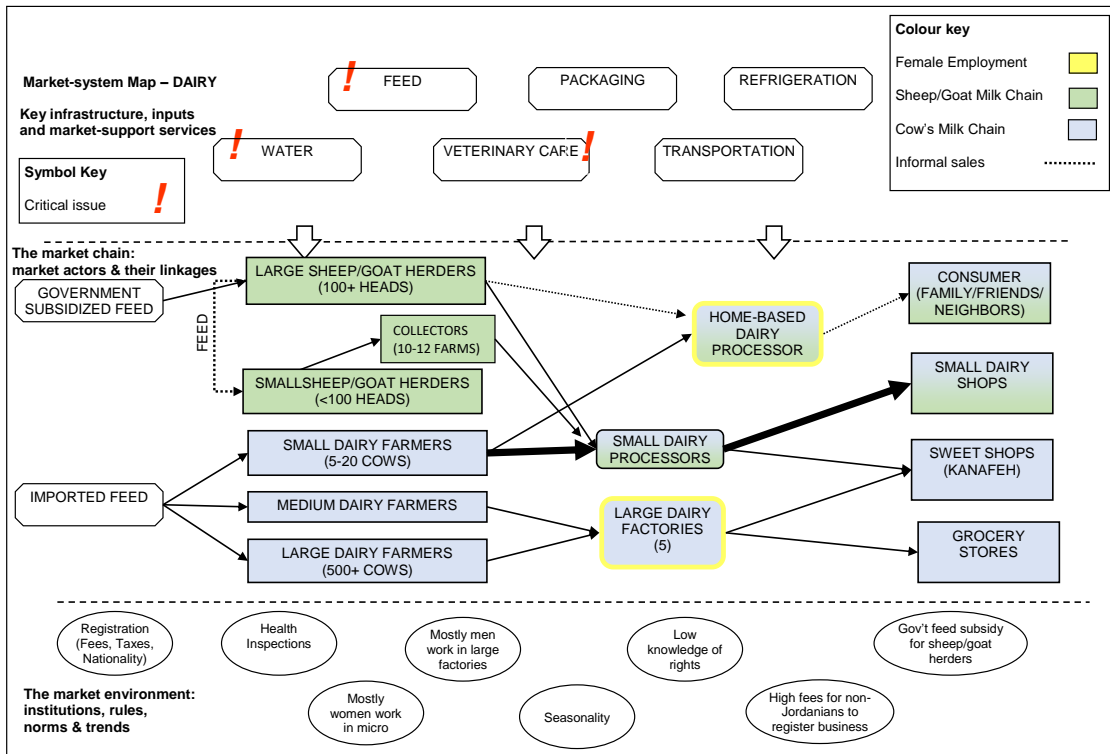 Market-system Map – DAIRY
Key infrastructure, inputs
and market-support services
Symbol Key
Critical issue !
! FEED
PACKAGING
REFRIGERATION
! WATER
VETERINARY CARE !
TRANSPORTATION
Colour key
Female Employment
Sheep/Goat Milk Chain
Cow's Milk Chain
Informal sales
The market chain:
market actors & their linkages
GOVERNMENT
SUBSIDIZED FEED
FEED
IMPORTED FEED
LARGE SHEEP/GOAT HERDERS
(100+ HEADS)
COLLECTORS
(10-12 FARMS)
SMALLSHEEP/GOAT HERDERS
(<100 HEADS)
SMALL DAIRY FARMERS
(5-20 COWS)
MEDIUM DAIRY FARMERS
LARGE DAIRY FARMERS
(500+ COWS)
HOME-BASED
DAIRY
PROCESSOR
SMALL DAIRY
PROCESSORS
LARGE DAIRY
FACTORIES
(5)
CONSUMER
(FAMILY/FRIENDS/
NEIGHBORS)
SMALL DAIRY
SHOPS
SWEET SHOPS
(KANAFEH)
GROCERY
STORES
Registration
(Fees, Taxes,
Nationality)
Health
Inspections
Mostly men
work in large
factories
Low
knowledge of
rights
Gov't feed subsidy
for sheep/goat
herders
The market environment:
institutions, rules,
norms & trends
Mostly
women work
in micro
Seasonality
High fees for non-
Jordanians to
register business